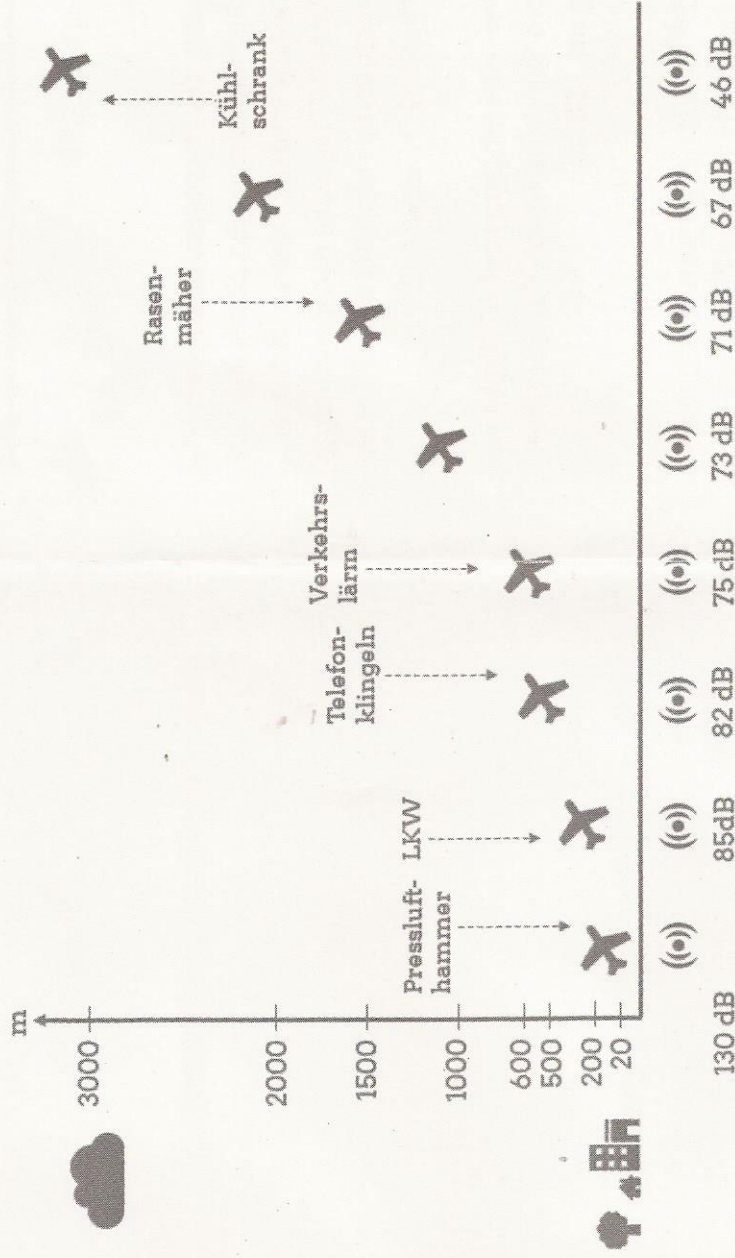 m
3000
2000
1500
1000
600
500
200
20
Pressluft-
hammer
LKW
Telefon-
klingeln
Verkehrs-
lärm
Rasen-
mäher
Kühl-
schrank
130 dB
85dB
82 dB
75 dB
73 dB
71 dB
67 dB
46 dB